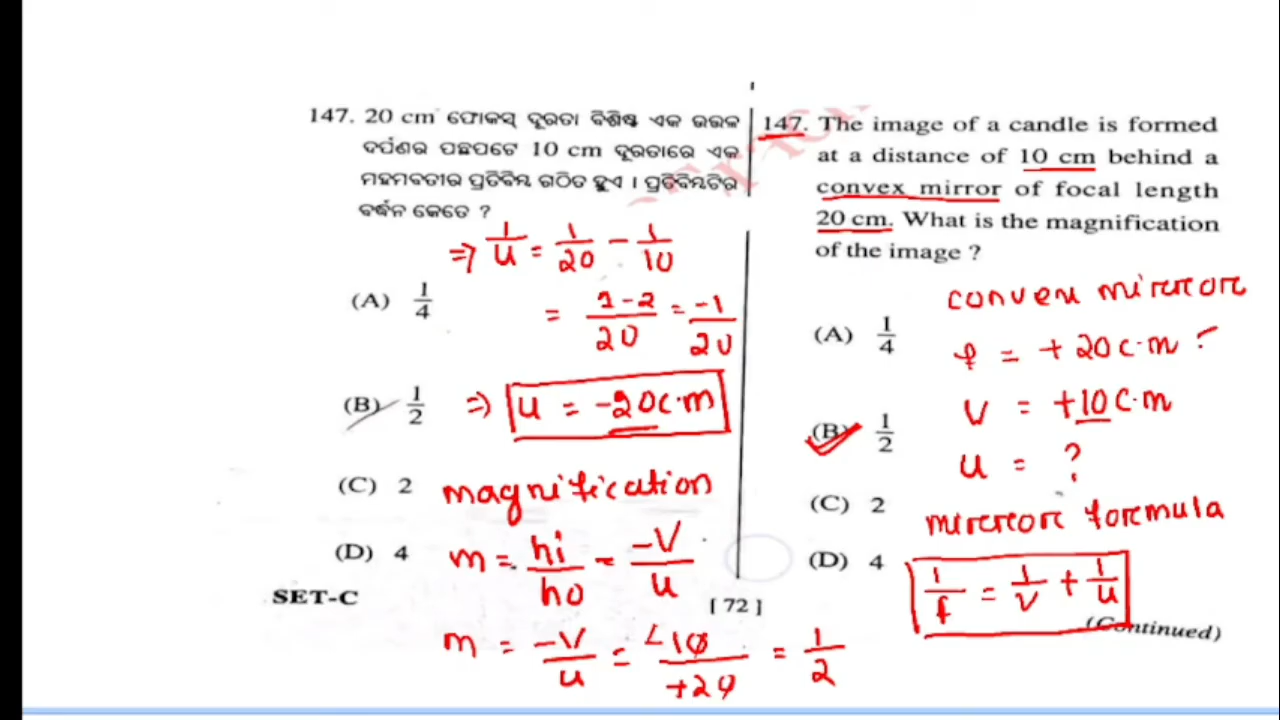 147. 20 cm ଫୋକସ୍ ଦୂରତା ବିଶିଷ୍ଟ ଏକ ଉତ୍ତଳ
ଦର୍ପଣର ପଛପଟେ 10 cm ଦୂରତାରେ ଏକ
ମହମବତୀର ପ୍ରତିବିମ୍ବ ଗଠିତ ହୁଏ । ପ୍ରତିବିମ୍ବଟିର
ବର୍ଦ୍ଧନ କେତେ ?
⇒ 1/u = 1/20 - 1/10
(A) 1/4
= 1-2/20 = -1/20
(B) 1/2
⇒ u = -20c.m
(C) 2
magnification
(D) 4
m = hi/ho = -v/u
SET-C
[ 72 ]
m = -v/u = -10/+20 = 1/2
147. The image of a candle is formed
at a distance of 10 cm behind a
convex mirror of focal length
20 cm. What is the magnification
of the image ?
(A) 1/4
(B) 1/2
(C) 2
(D) 4
convex mirror
f = +20c.m
v = +10c.m
u = ?
mirror formula
1/f = 1/v + 1/u
(Continued)